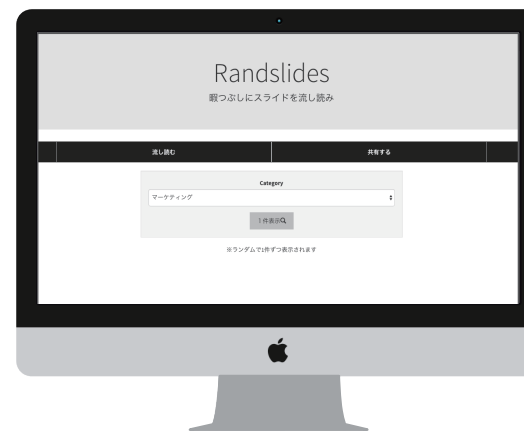 Randslides
暇つぶしにスライドを流し読み
流し読む
共有する
Category
マーケティング
1件表示
※ランダムで1件ずつ表示されます